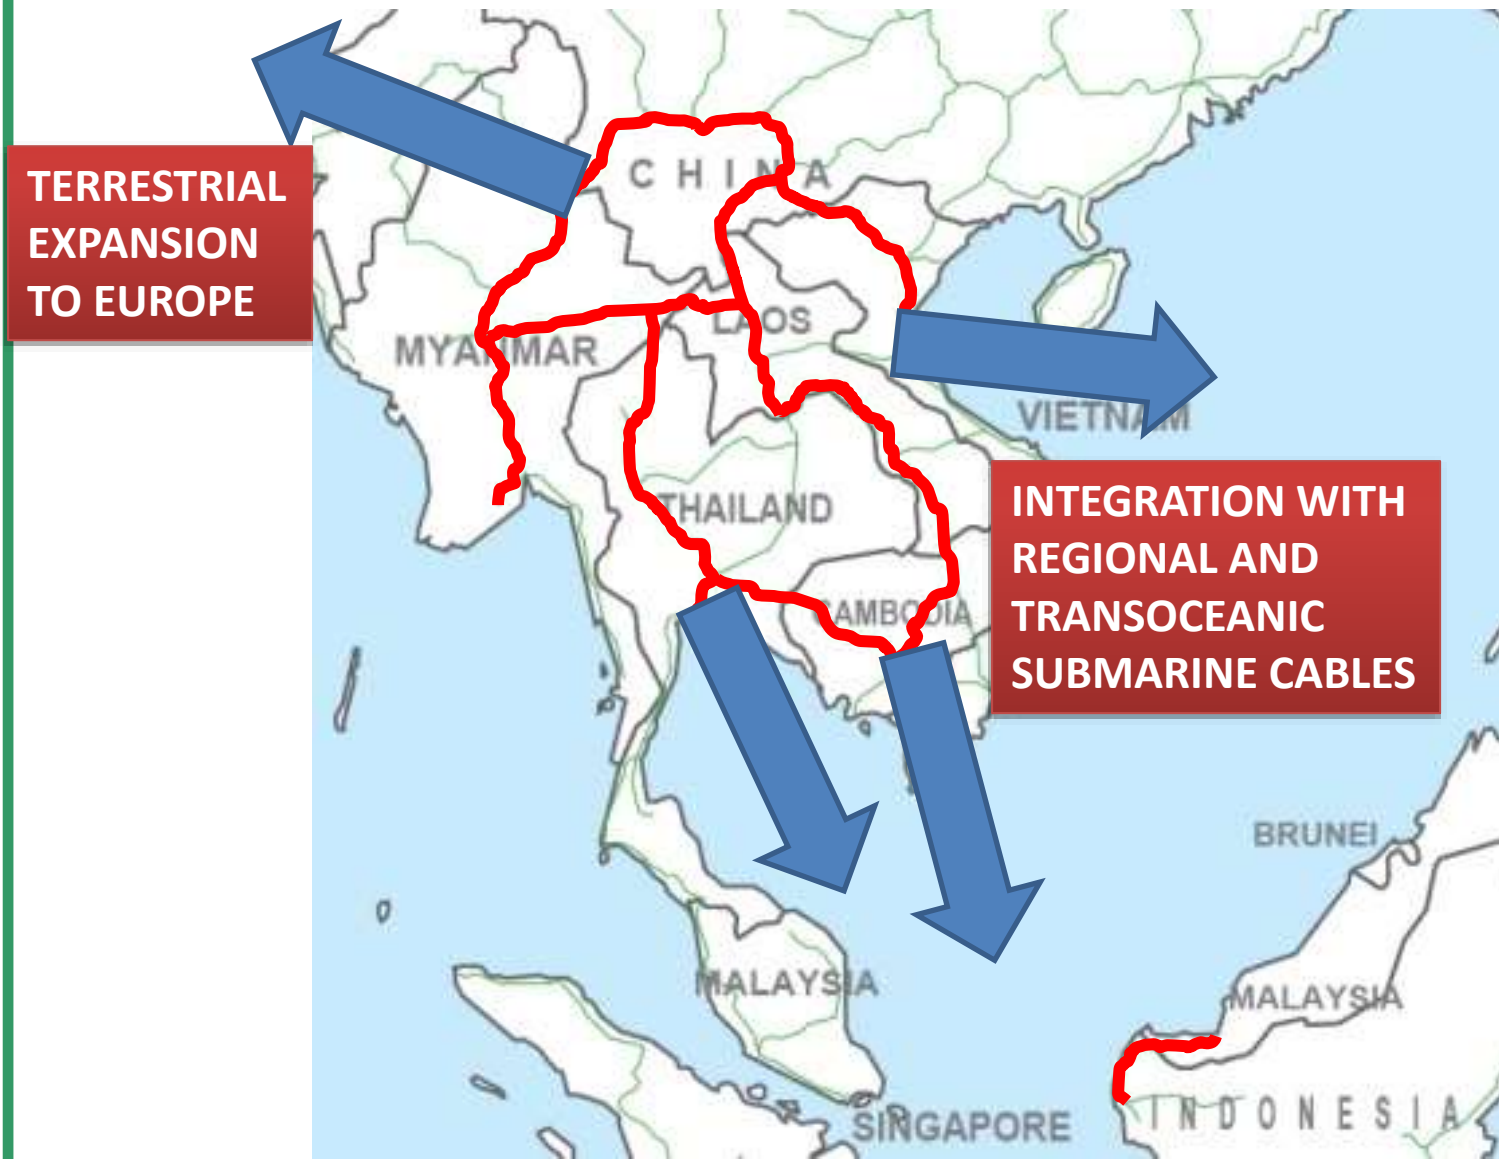 CHINA
TERRESTRIAL
EXPANSION
TO EUROPE
LAOS
MYANMAR
VIETNAM
THAILAND
INTEGRATION WITH
REGIONAL AND
TRANSOCEANIC
SUBMARINE CABLES
CAMBODIA
BRUNEI
MALAYSIA
MALAYSIA
SINGAPORE
INDONESIA